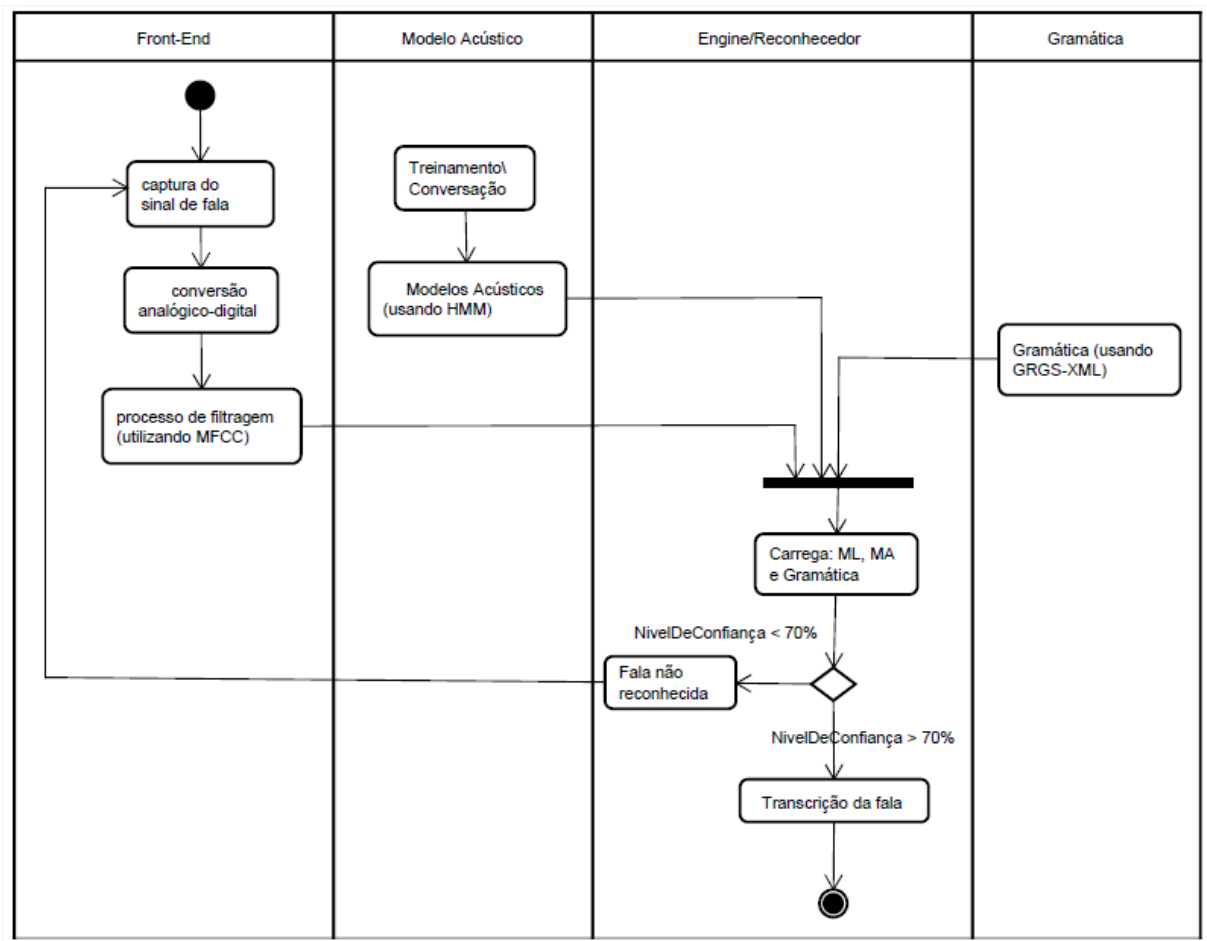 Front-End
Modelo Acústico
Engine/Reconhecedor
Gramática
captura do
sinal de fala
conversão
analógico-digital
processo de filtragem
(utilizando MFCC)
Treinamento\
Conversação
Modelos Acústicos
(usando HMM)
Gramática (usando
GRGS-XML)
Carrega: ML, MA
e Gramática
NivelDeConfiança < 70%
Fala não
reconhecida
NivelDeConfiança > 70%
Transcrição da fala